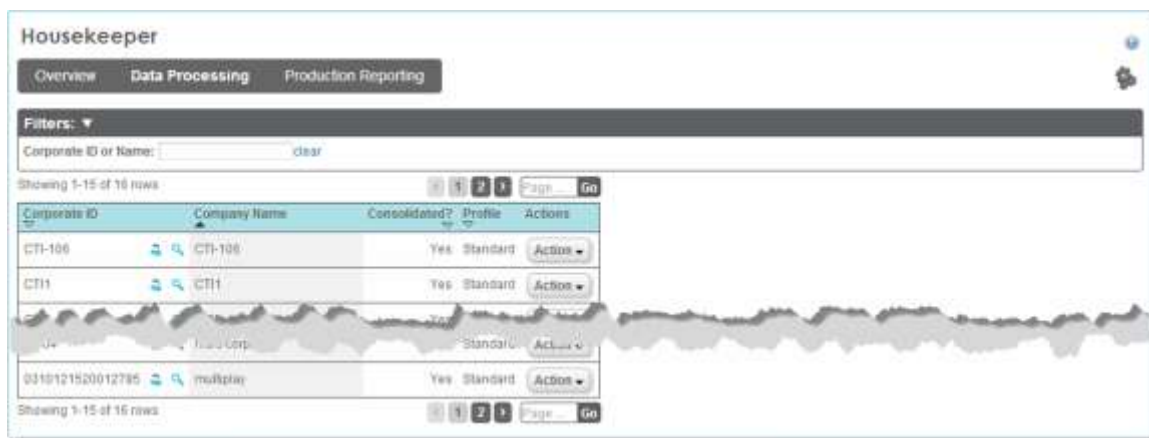 Housekeeper
Overview Data Processing Production Reporting
Filters: ▼
Corporate ID or Name: clear
Showing 1-15 of 16 rows 1 2 Page... Go
Corporate ID Company Name Consolidated? Profile Actions
CTI-106 CTI-106 Yes Standard Action
CTI1 CTI1 Yes Standard Action
Standard
0310121520012785 multiplay Yes Standard Action
Showing 1-15 of 16 rows 1 2 Page... Go